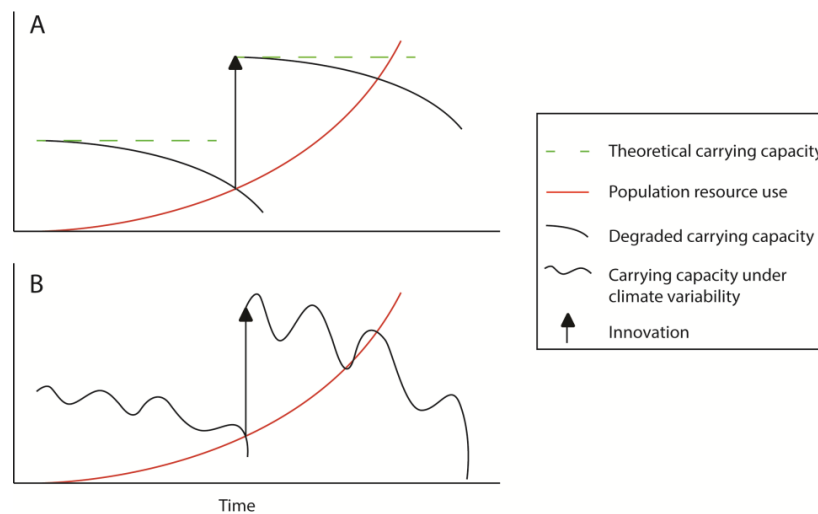 A
B
Time
Theoretical carrying capacity
Population resource use
Degraded carrying capacity
Carrying capacity under
climate variability
Innovation